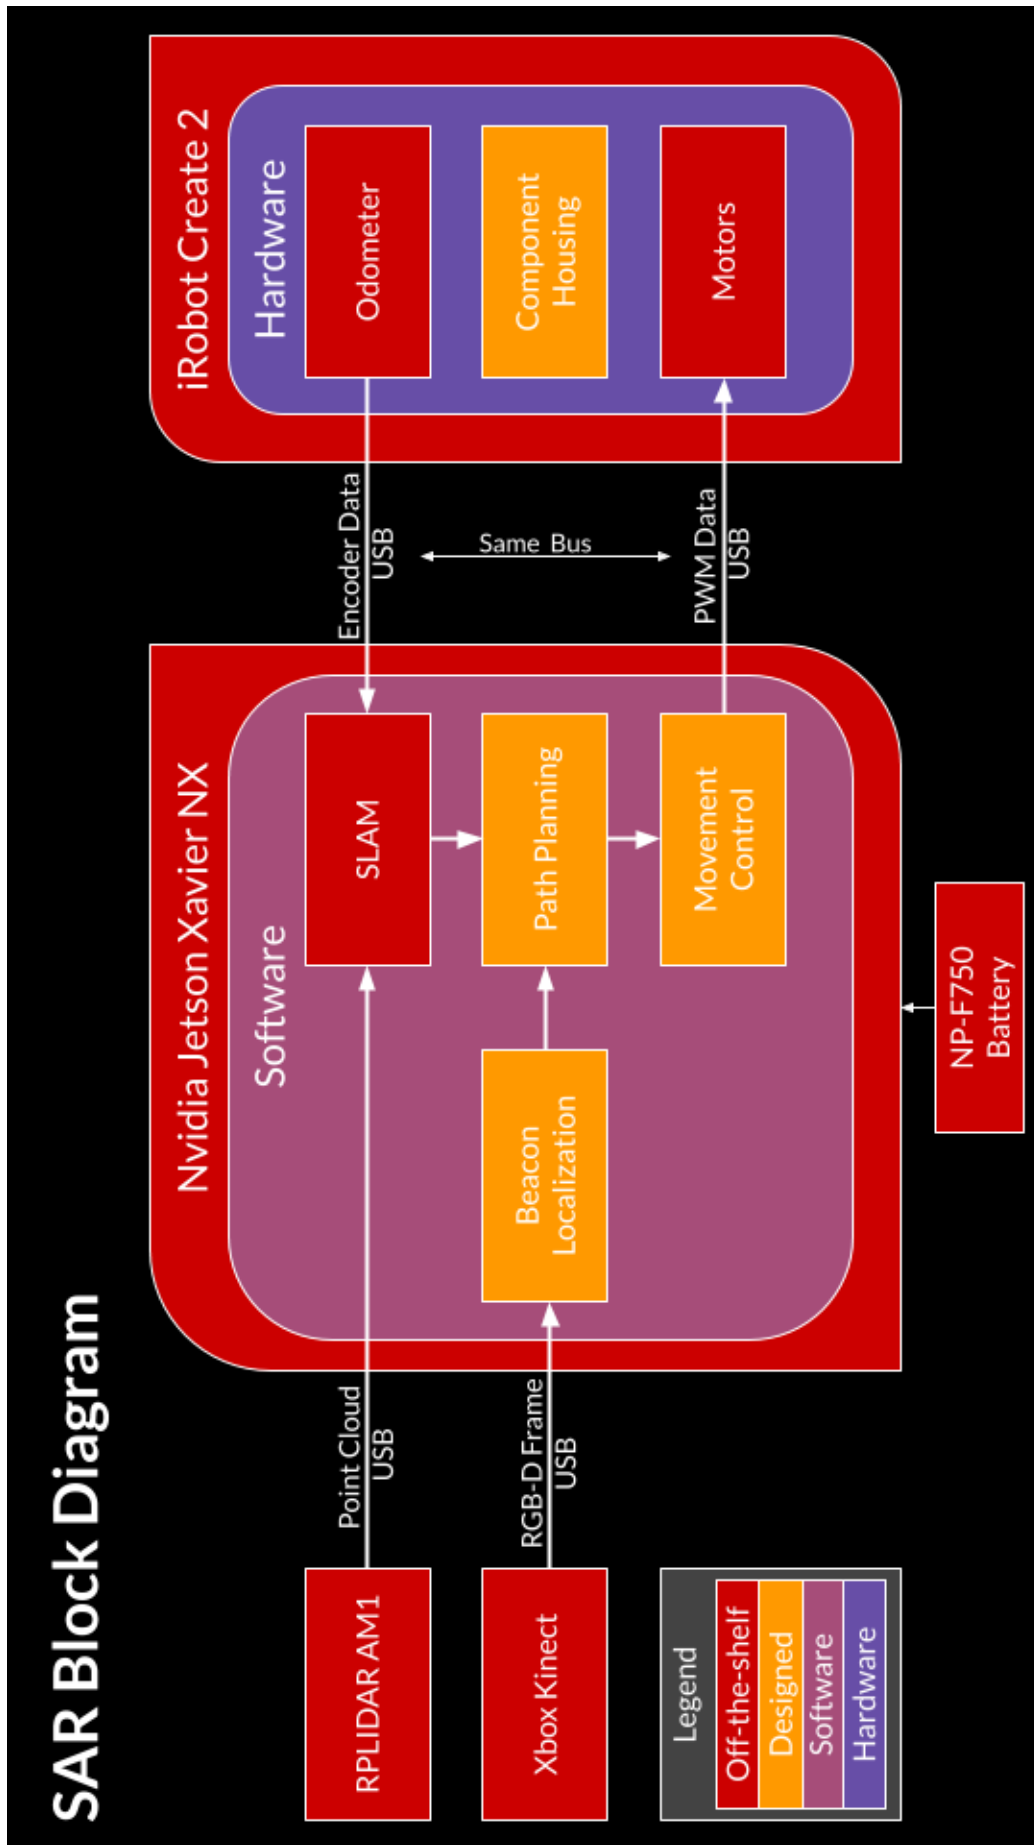 SAR Block Diagram
RPLIDAR AM1
Point Cloud
USB
Xbox Kinect
RGB-D Frame
USB
Legend
Off-the-shelf
Designed
Software
Hardware
Nvidia Jetson Xavier NX
Software
SLAM
Beacon
Localization
Path Planning
Movement
Control
NP-F750
Battery
Encoder Data
USB
Same Bus
PWM Data
USB
iRobot Create 2
Hardware
Odometer
Component
Housing
Motors